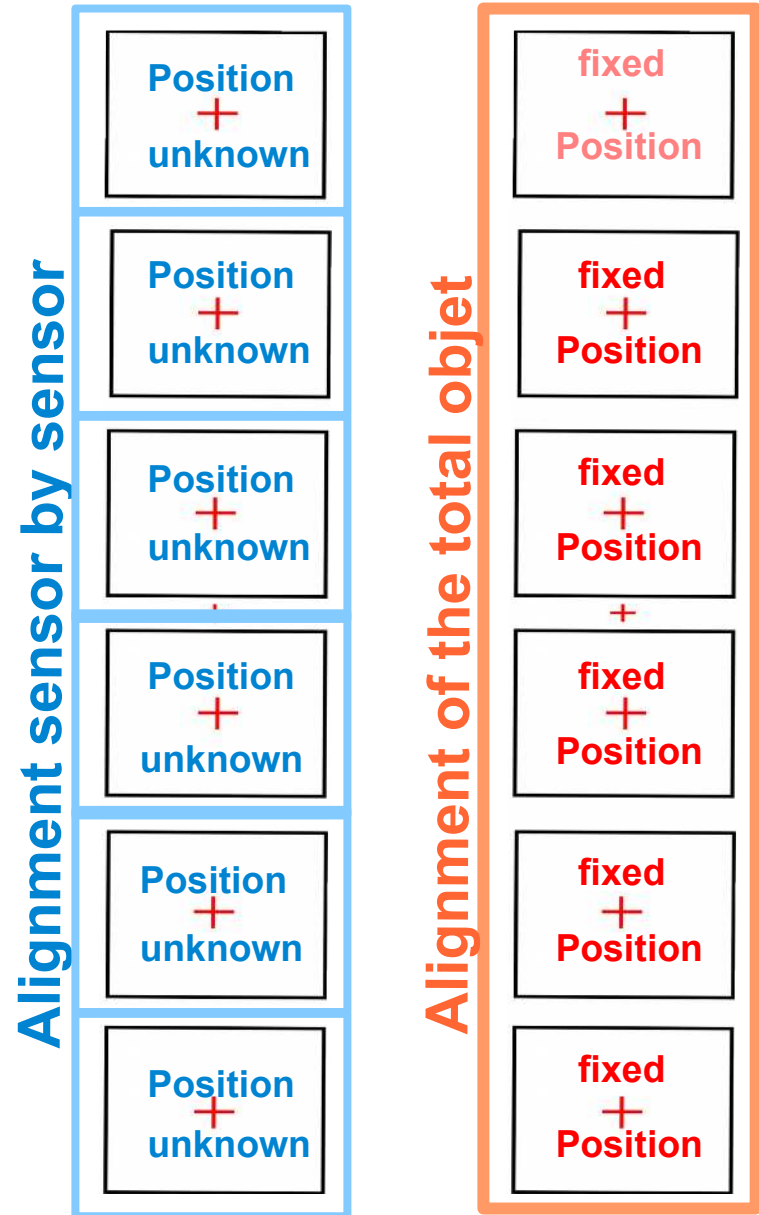 Alignment sensor by sensor
Position
unknown
Position
unknown
Position
unknown
Position
unknown
Position
unknown
Position
unknown
Alignment of the total objet
fixed
Position
fixed
Position
fixed
Position
fixed
Position
fixed
Position
fixed
Position